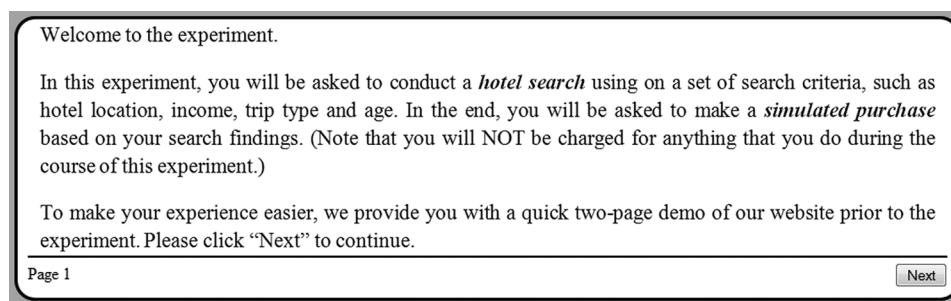 Welcome to the experiment.
In this experiment, you will be asked to conduct a hotel search using on a set of search criteria, such as
hotel location, income, trip type and age. In the end, you will be asked to make a simulated purchase
based on your search findings. (Note that you will NOT be charged for anything that you do during the
course of this experiment.)
To make your experience easier, we provide you with a quick two-page demo of our website prior to the
experiment. Please click “Next” to continue.
Page 1
Next